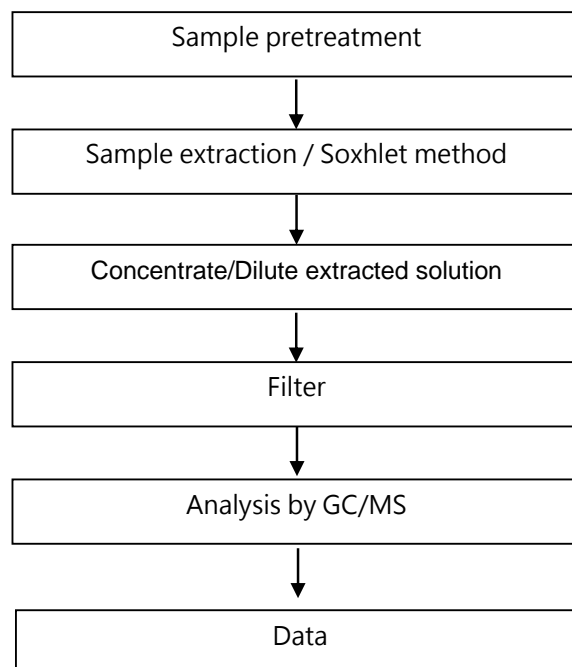 Sample pretreatment
Sample extraction / Soxhlet method
Concentrate/Dilute extracted solution
Filter
Analysis by GC/MS
Data